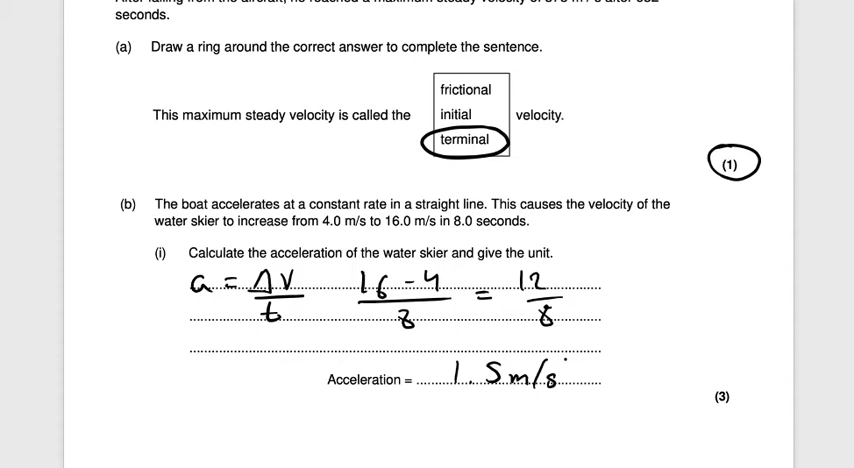 seconds.
(a) Draw a ring around the correct answer to complete the sentence.
frictional
This maximum steady velocity is called the initial velocity.
terminal
(1)
(b) The boat accelerates at a constant rate in a straight line. This causes the velocity of the
water skier to increase from 4.0 m/s to 16.0 m/s in 8.0 seconds.
(i) Calculate the acceleration of the water skier and give the unit.
a = ΔV/t 16-4/8 = 12/8
Acceleration = 1.5m/s
(3)